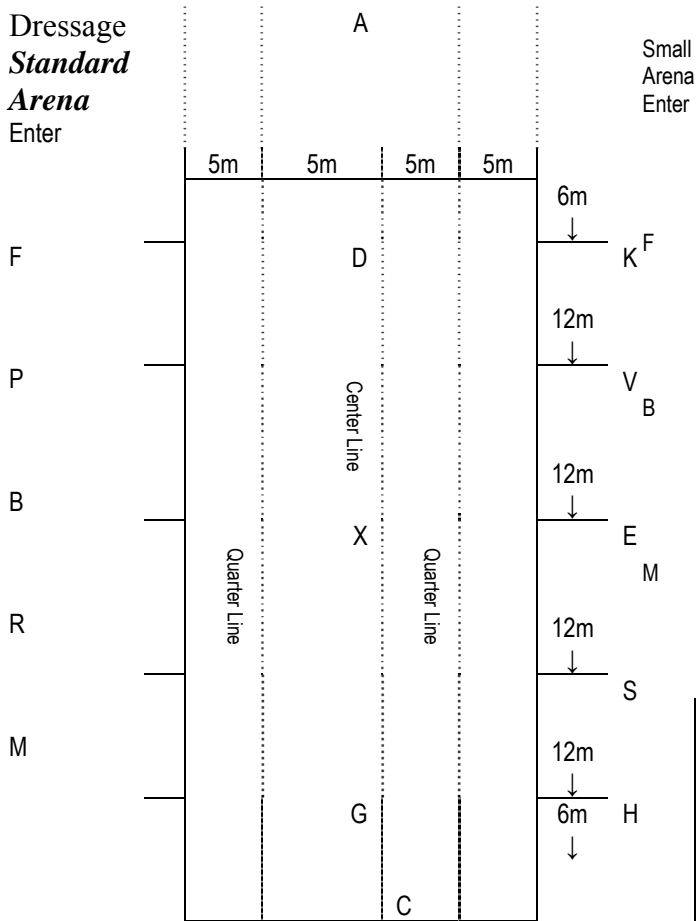 Dressage
Standard
Arena
Enter
A
Small
Arena
Enter
5m 5m 5m 5m
6m
↓
F D K F
12m
↓
P V
B
Center Line
12m
↓
B X E
Quarter Line Quarter Line
M
R 12m
↓
S
M 12m
↓
G 6m H
↓
C